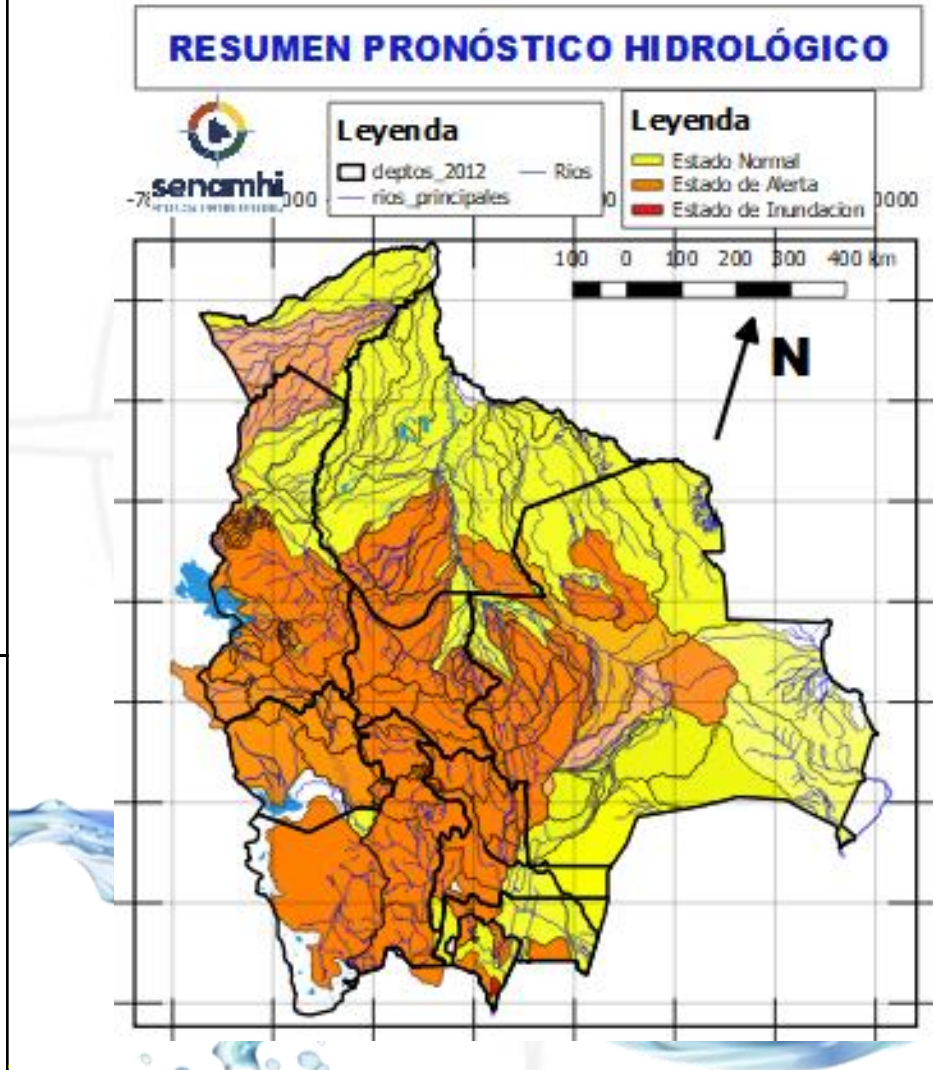 RESUMEN PRONÓSTICO HIDROLÓGICO
senamhi
Leyenda
deptos_2012
Rios
rios_principales
Leyenda
Estado Normal
Estado de Alerta
Estado de Inundacion
0000
100 0 100 200 300 400 km
N